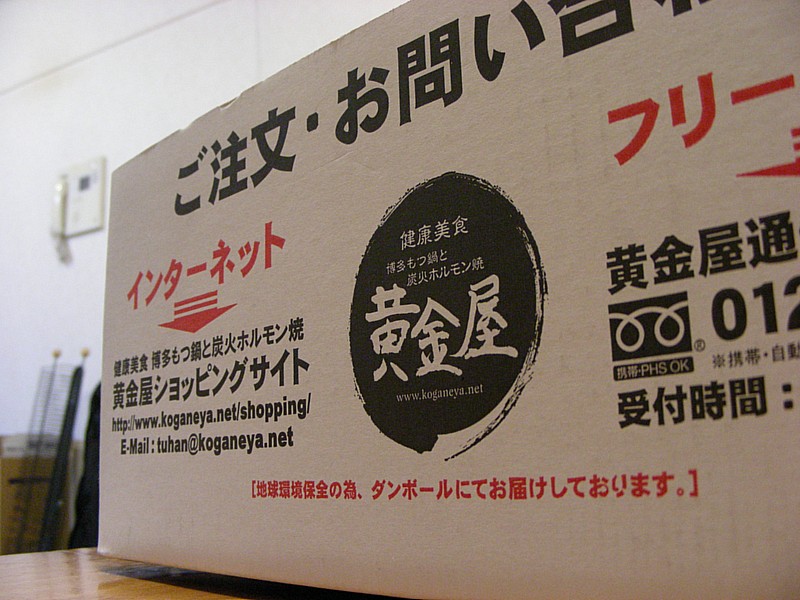 ご注文・お問い合
インターネット
健康美食 博多もつ鍋と炭火ホルモン焼
黄金屋ショッピングサイト
http://www.koganeya.net/shopping/
E-Mail : tuhan@koganeya.net
健康美食
博多もつ鍋と
炭火ホルモン焼
黄金屋
www.koganeya.net
フリー
黄金屋通
012
®
携帯・PHS OK
※携帯・自動
受付時間：
［地球環境保全の為、ダンボールにてお届けしております。］